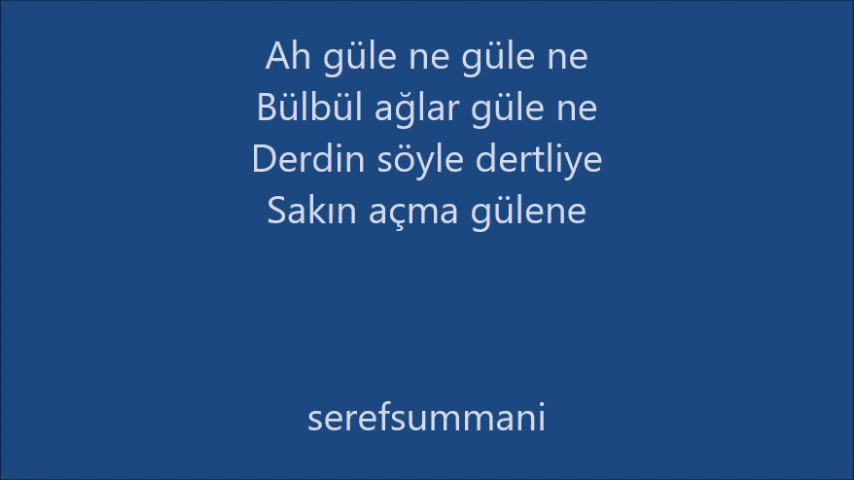 Ah güle ne güle ne
Bülbül ağlar güle ne
Derdin söyle dertliye
Sakın açma gülene
serefsummani